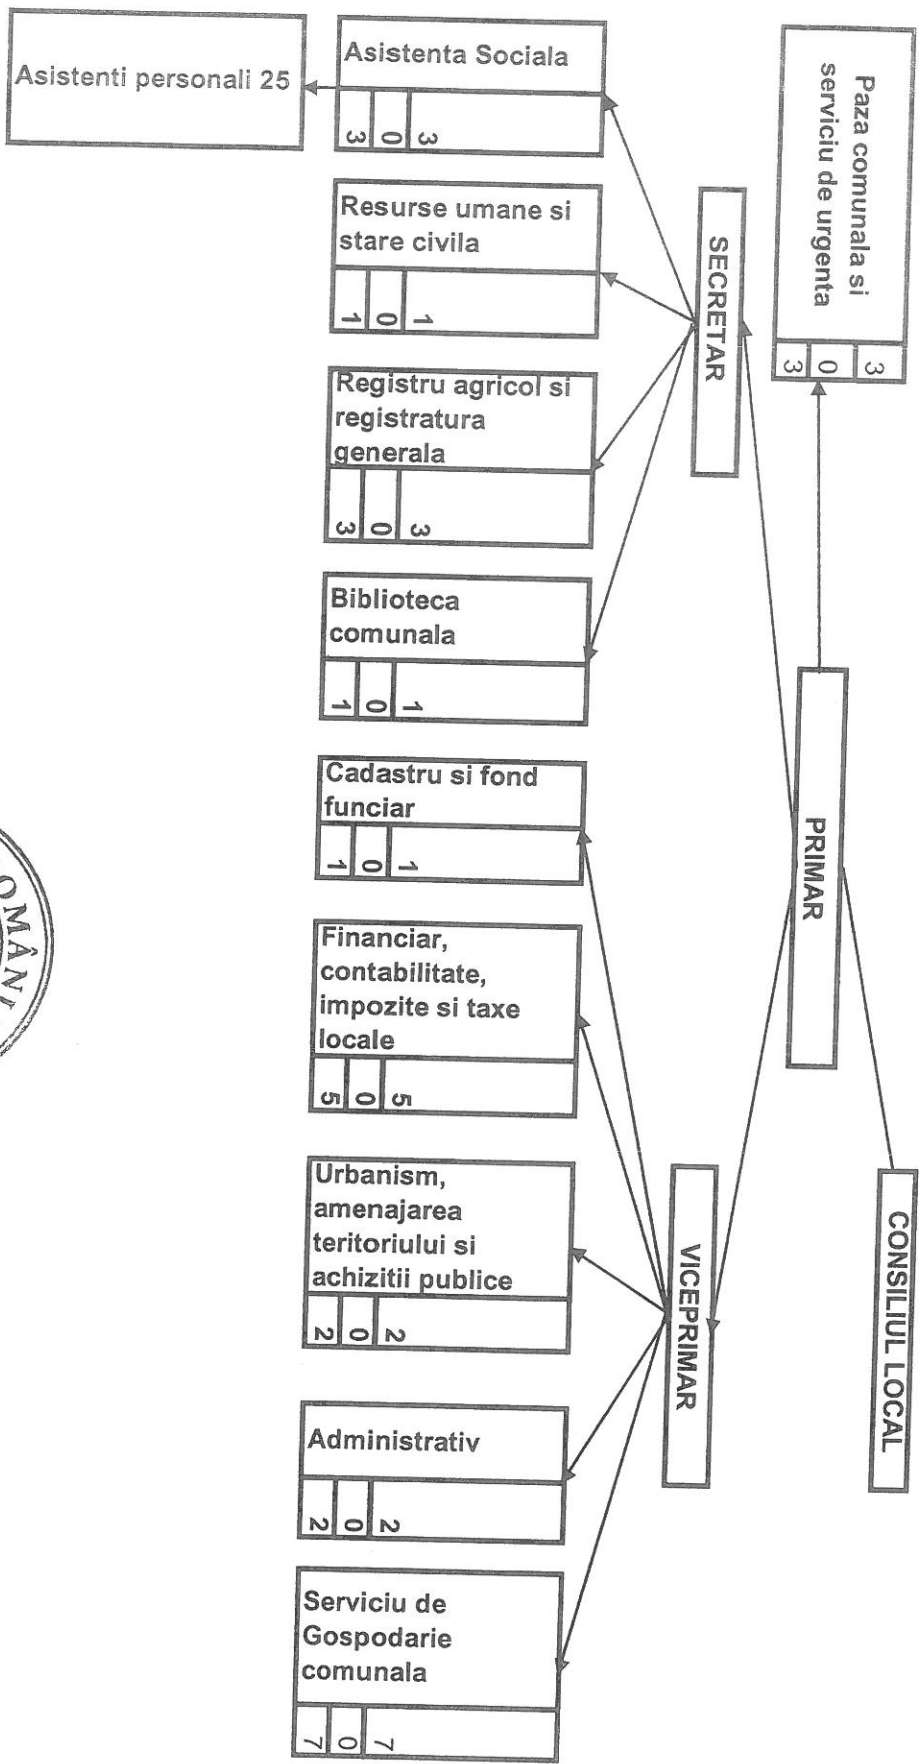 CONSILIUL LOCAL
PRIMAR
Paza comunala si
serviciu de urgenta
3
0
3
SECRETAR
VICEPRIMAR
Asistenta Sociala
3 0 3
Asistenti personali 25
Resurse umane si
stare civila
1 0 1
Registru agricol si
registratura
generala
3 0 3
Biblioteca
comunala
1 0 1
Cadastru si fond
funciar
1 0 1
Financiar,
contabilitate,
impozite si taxe
locale
5 0 5
Urbanism,
amenajarea
teritoriului si
achizitii publice
2 0 2
Administrativ
2 0 2
Serviciu de
Gospodarie
comunala
7 0 7